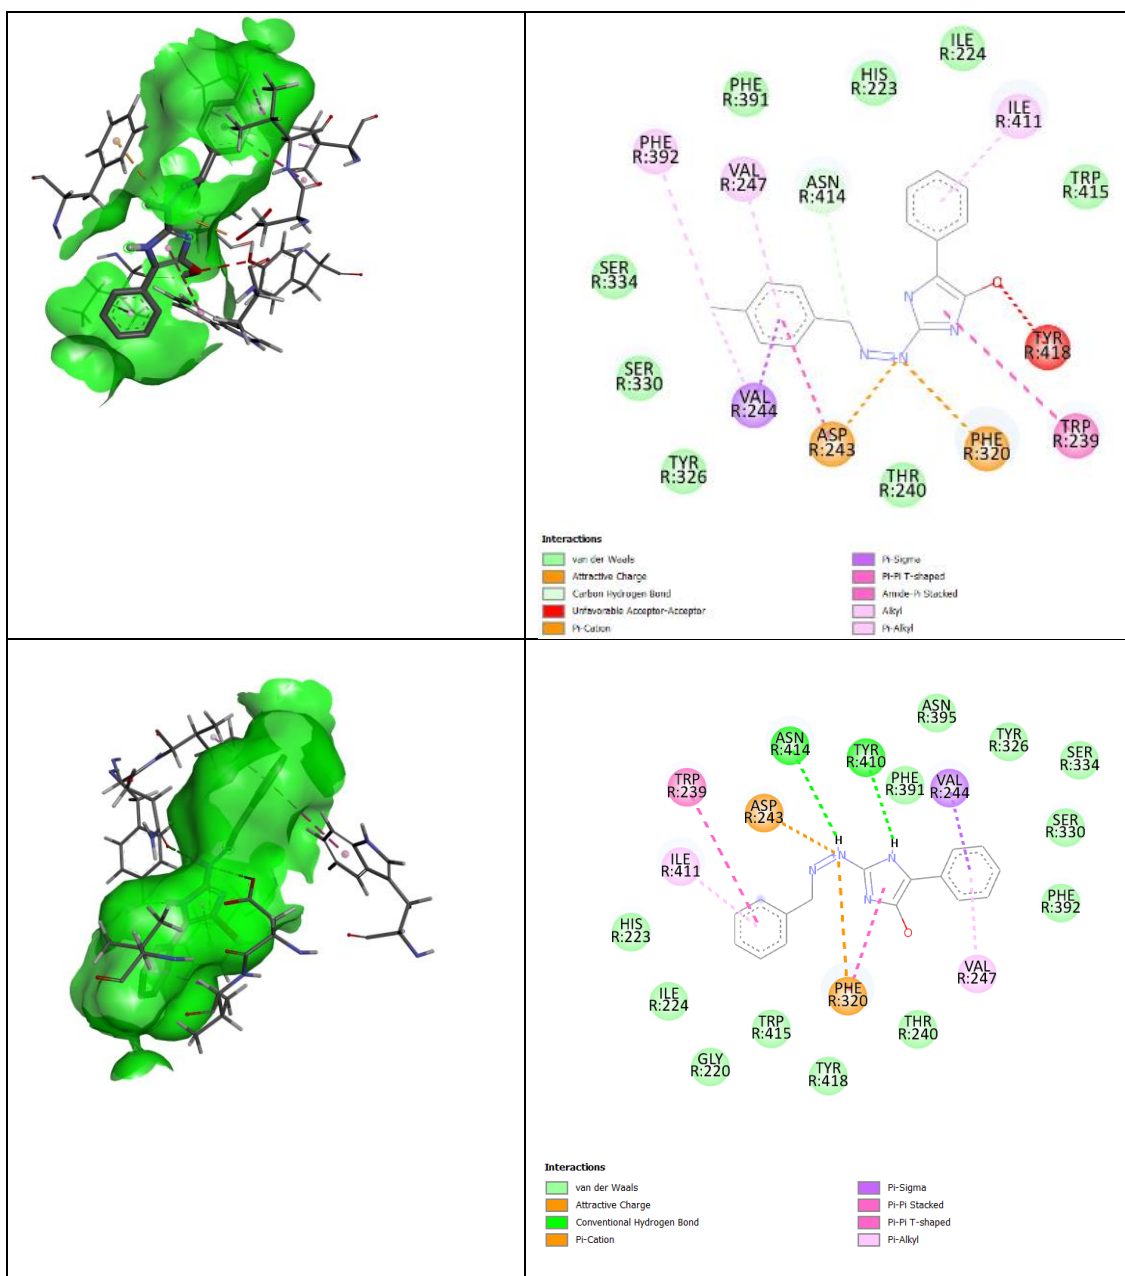 ILE
R:224
HIS
R:223
PHE
R:391
ILE
R:411
PHE
R:392
VAL
R:247
ASN
R:414
TRP
R:415
SER
R:334
N
O
N
N
TYR
R:418
N
N
+
SER
R:330
VAL
R:244
ASP
R:243
PHE
R:320
TRP
R:239
TYR
R:326
THR
R:240
Interactions
van der Waals
Attractive Charge
Carbon Hydrogen Bond
Unfavorable Acceptor-Acceptor
Pi-Cation
Pi-Sigma
Pi-Pi T-shaped
Amide-Pi Stacked
Alkyl
Pi-Alkyl
ASN
R:395
ASN
R:414
TYR
R:410
TYR
R:326
SER
R:334
TRP
R:239
ASP
R:243
PHE
R:391
VAL
R:244
SER
R:330
H
H
N
N
N
N
O
ILE
R:411
PHE
R:392
HIS
R:223
VAL
R:247
ILE
R:224
PHE
R:320
TRP
R:415
THR
R:240
GLY
R:220
TYR
R:418
Interactions
van der Waals
Attractive Charge
Conventional Hydrogen Bond
Pi-Cation
Pi-Sigma
Pi-Pi Stacked
Pi-Pi T-shaped
Pi-Alkyl